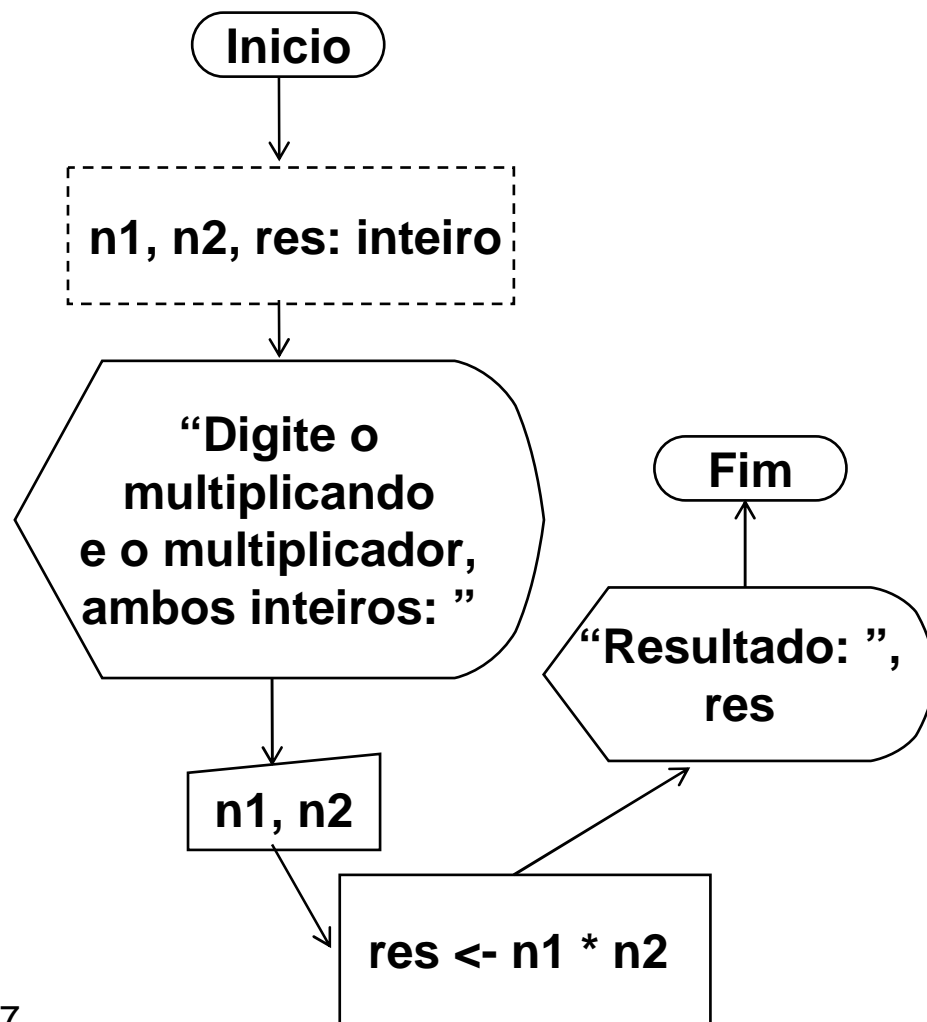 Inicio
n1, n2, res: inteiro
“Digite o
multiplicando
e o multiplicador,
ambos inteiros: ”
n1, n2
res <- n1 * n2
“Resultado: ”,
res
Fim
7